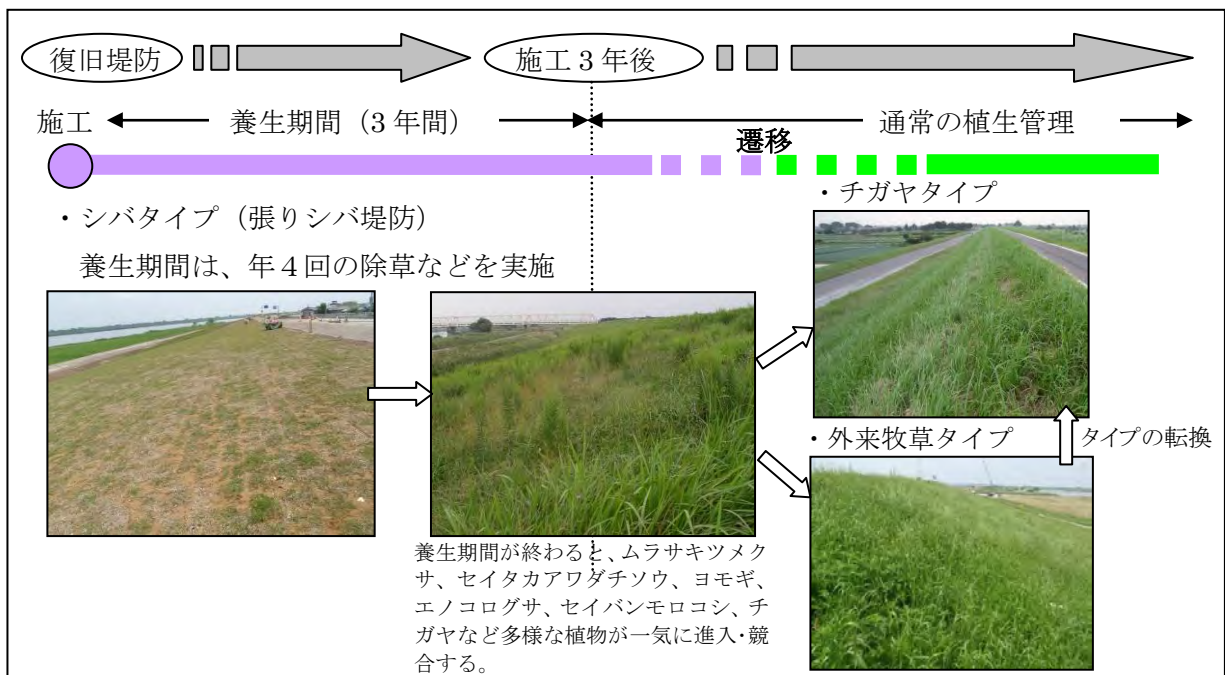 復旧堤防
施工3年後
施工
養生期間(3年間)
通常の植生管理
遷移
・シバタイプ(張りシバ堤防)
養生期間は、年4回の除草などを実施
・チガヤタイプ
・外来牧草タイプ
タイプの転換
養生期間が終わると、ムラサキツメク
サ、セイタカアワダチソウ、ヨモギ、
エノコログサ、セイバンモロコシ、チ
ガヤなど多様な植物が一気に進入・競
合する。